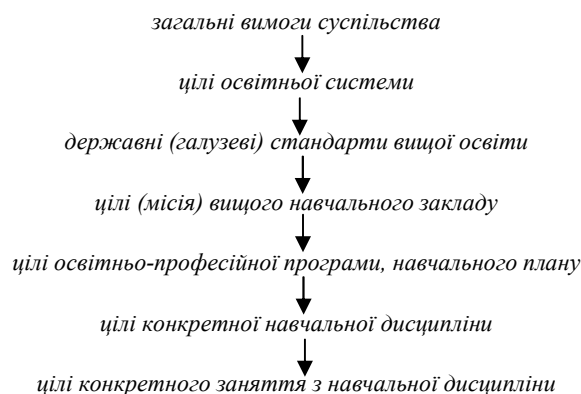 загальні вимоги суспільства
цілі освітньої системи
державні (галузеві) стандарти вищої освіти
цілі (місія) вищого навчального закладу
цілі освітньо-професійної програми, навчального плану
цілі конкретної навчальної дисципліни
цілі конкретного заняття з навчальної дисципліни